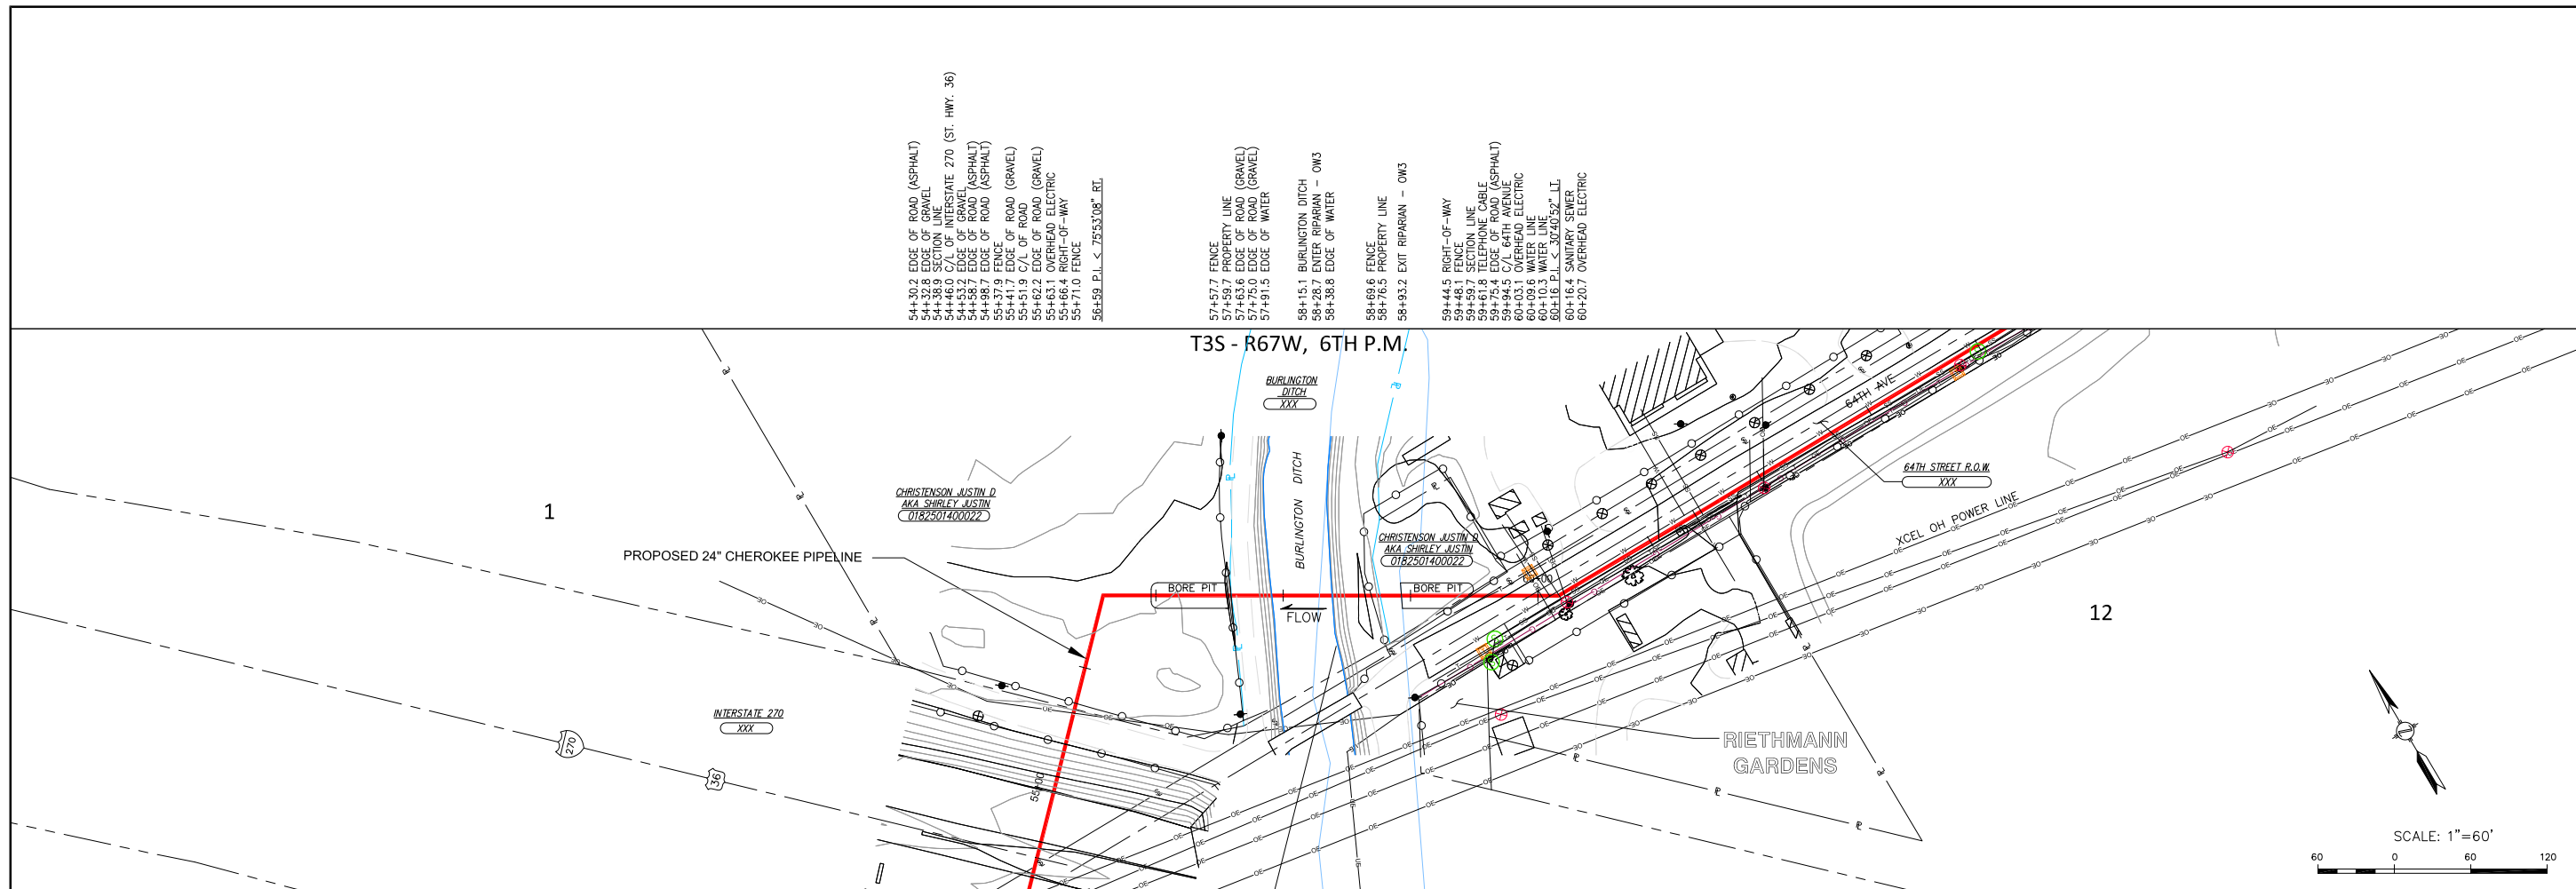 54+30.2 EDGE OF ROAD (ASPHALT)
54+32.8 EDGE OF GRAVEL
54+38.9 SECTION LINE
54+46.0 C/L OF INTERSTATE 270 (ST. HWY. 36)
54+53.2 EDGE OF GRAVEL
54+58.7 EDGE OF ROAD (ASPHALT)
54+98.7 EDGE OF ROAD (ASPHALT)
55+37.9 FENCE
55+41.7 EDGE OF ROAD (GRAVEL)
55+51.9 C/L OF ROAD
55+62.2 EDGE OF ROAD (GRAVEL)
55+63.1 OVERHEAD ELECTRIC
55+66.4 RIGHT-OF-WAY
55+71.0 FENCE
56+59 P.I. < 75°53'08" RT.
57+57.7 FENCE
57+59.7 PROPERTY LINE
57+63.6 EDGE OF ROAD (GRAVEL)
57+75.0 EDGE OF ROAD (GRAVEL)
57+91.5 EDGE OF WATER
58+15.1 BURLINGTON DITCH
58+28.7 ENTER RIPARIAN - OW3
58+38.8 EDGE OF WATER
58+69.6 FENCE
58+76.5 PROPERTY LINE
58+93.2 EXIT RIPARIAN - OW3
59+44.5 RIGHT-OF-WAY
59+48.1 FENCE
59+59.7 SECTION LINE
59+61.8 TELEPHONE CABLE
59+75.4 EDGE OF ROAD (ASPHALT)
59+94.5 C/L 64TH AVENUE
60+03.1 OVERHEAD ELECTRIC
60+09.6 WATER LINE
60+10.3 WATER LINE
60+16 P.I. < 30°40'52" LT.
60+16.4 SANITARY SEWER
60+20.7 OVERHEAD ELECTRIC
T3S - R67W, 6TH P.M.
BURLINGTON
DITCH
XXX
64TH AVE
BURLINGTON DITCH
64TH STREET R.O.W.
XXX
CHRISTENSON JUSTIN D
AKA SHIRLEY JUSTIN
0182501400022
1
XCEL OH POWER LINE
CHRISTENSON JUSTIN D
AKA SHIRLEY JUSTIN
0182501400022
PROPOSED 24" CHEROKEE PIPELINE
60+00
BORE PIT
BORE PIT
FLOW
12
INTERSTATE 270
XXX
270
36
RIETHMANN
GARDENS
55+00
SCALE: 1"=60'
60 0 60 120